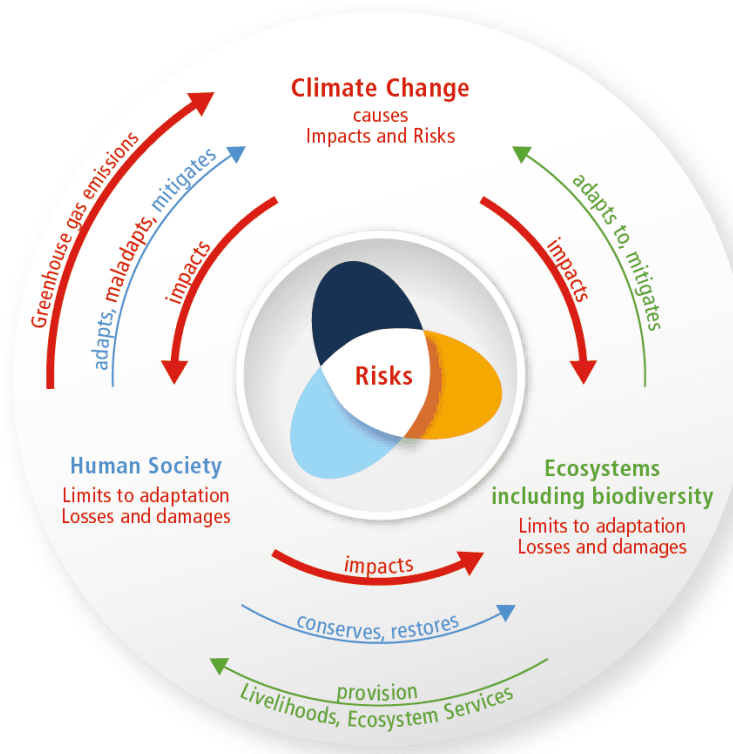 Climate Change
causes
Impacts and Risks
Greenhouse gas emissions
adapts, maladapts, mitigates
impacts
impacts
adapts to, mitigates
Risks
Human Society
Limits to adaptation
Losses and damages
Ecosystems
including biodiversity
Limits to adaptation
Losses and damages
impacts
conserves, restores
provision
Livelihoods, Ecosystem Services